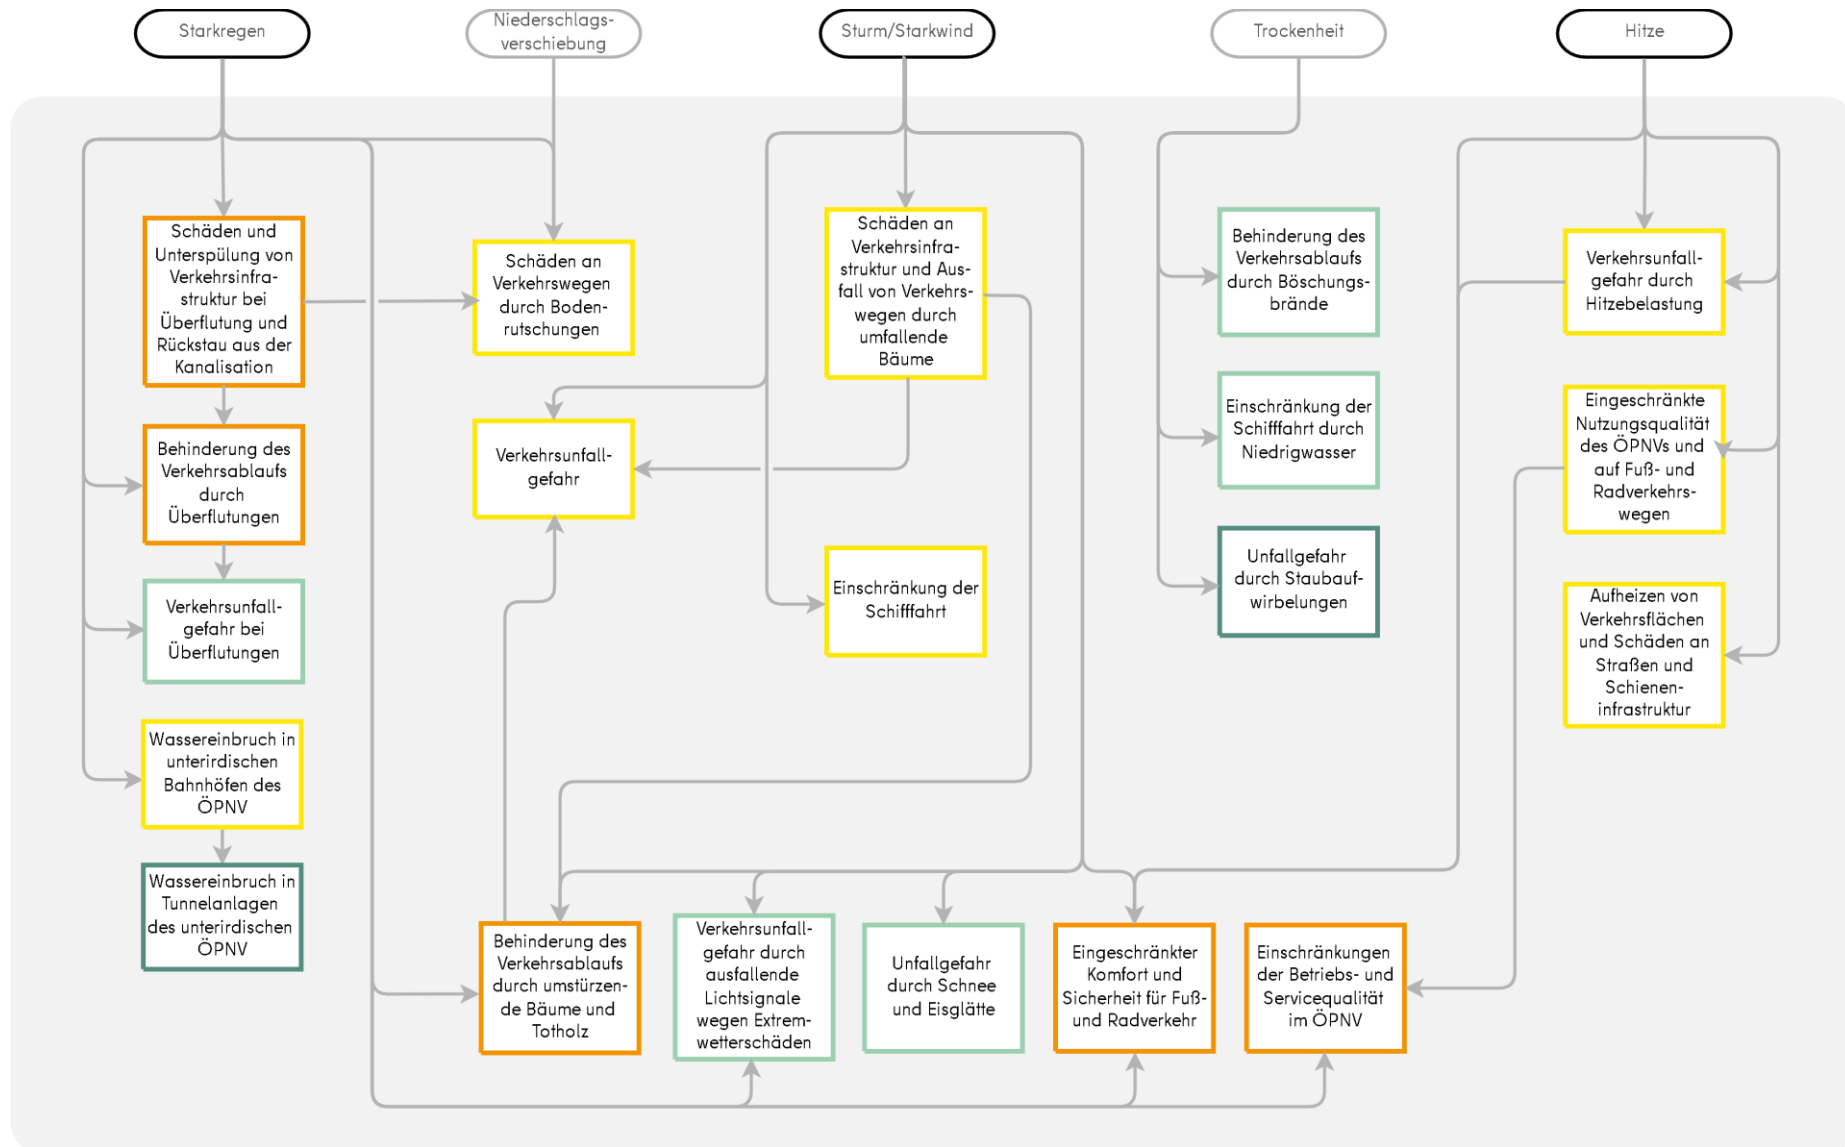 Starkregen
Niederschlags-
verschiebung
Sturm/Starkwind
Trockenheit
Hitze
Schäden und
Unterspülung von
Verkehrsinfra-
struktur bei
Überflutung und
Rückstau aus der
Kanalisation
Schäden an
Verkehrswegen
durch Boden-
rutschungen
Schäden an
Verkehrsinfra-
struktur und Aus-
fall von Verkehrs-
wegen durch
umfallende
Bäume
Behinderung des
Verkehrsablaufs
durch Böschungs-
brände
Verkehrsunfall-
gefahr durch
Hitzebelastung
Behinderung des
Verkehrsablaufs
durch
Überflutungen
Verkehrsunfall-
gefahr
Einschränkung der
Schifffahrt durch
Niedrigwasser
Eingeschränkte
Nutzungsqualität
des ÖPNVs und
auf Fuß- und
Radverkehrs-
wegen
Verkehrsunfall-
gefahr bei
Überflutungen
Einschränkung der
Schifffahrt
Unfallgefahr
durch Staubauf-
wirbelungen
Aufheizen von
Verkehrsflächen
und Schäden an
Straßen und
Schienen-
infrastruktur
Wassereinbruch in
unterirdischen
Bahnhöfen des
ÖPNV
Wassereinbruch in
Tunnelanlagen
des unterirdischen
ÖPNV
Behinderung des
Verkehrsablaufs
durch umstürzen-
de Bäume und
Totholz
Verkehrsunfall-
gefahr durch
ausfallende
Lichtsignale
wegen Extrem-
wetterschäden
Unfallgefahr
durch Schnee
und Eisglätte
Eingeschränkter
Komfort und
Sicherheit für Fuß-
und Radverkehr
Einschränkungen
der Betriebs- und
Servicequalität
im ÖPNV